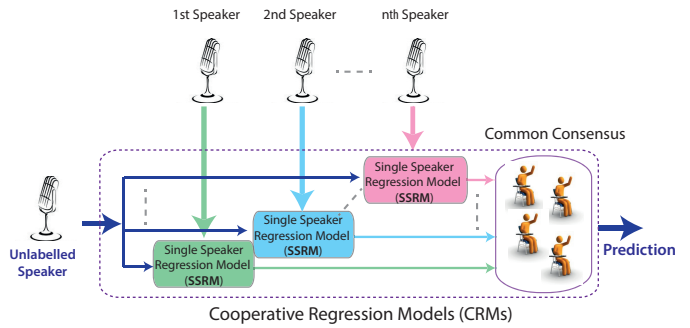 1st Speaker
2nd Speaker
nth Speaker
Common Consensus
Single Speaker
Regression Model
(SSRM)
Single Speaker
Regression Model
(SSRM)
Single Speaker
Regression Model
(SSRM)
Unlabelled
Speaker
Prediction
Cooperative Regression Models (CRMs)